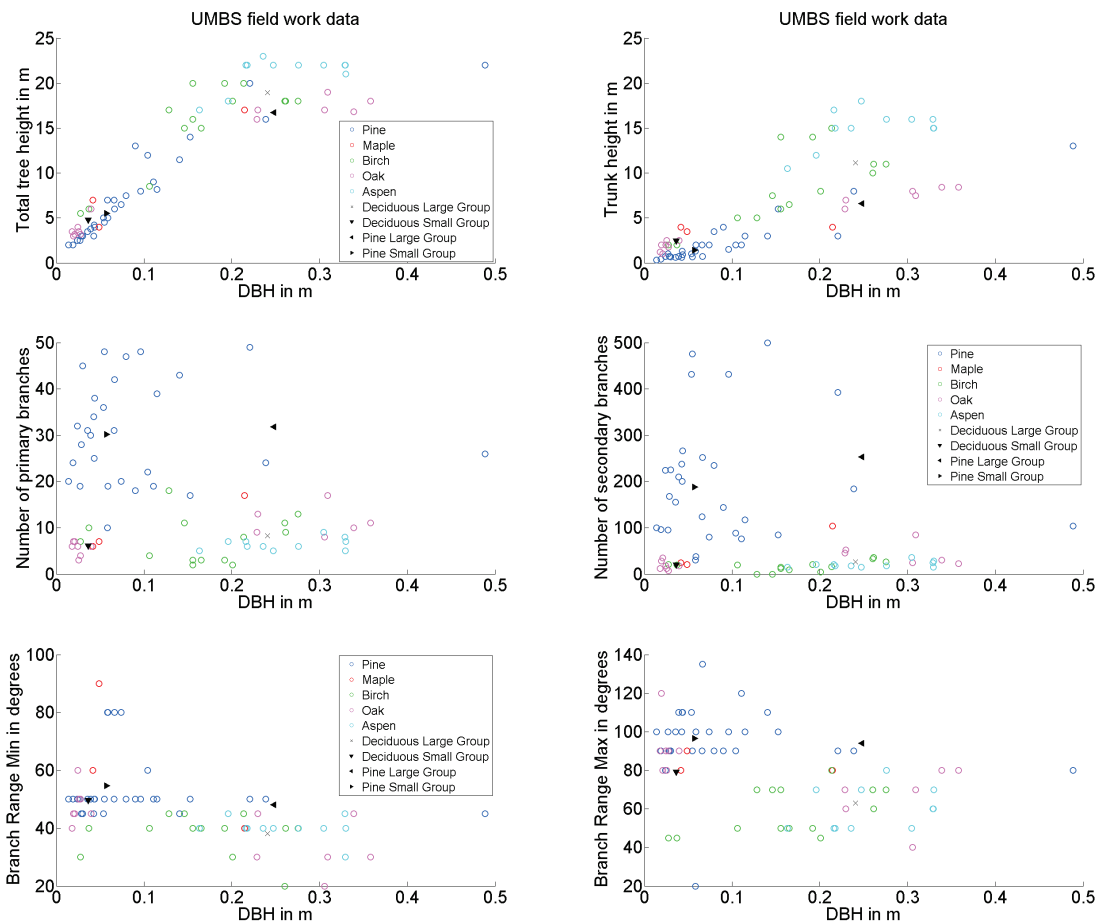 UMBS field work data
25
20
15
10
5
0
Total tree height in m
0 0.1 0.2 0.3 0.4 0.5
DBH in m
Pine
Maple
Birch
Oak
Aspen
Deciduous Large Group
Deciduous Small Group
Pine Large Group
Pine Small Group
UMBS field work data
25
20
15
10
5
0
Trunk height in m
0 0.1 0.2 0.3 0.4 0.5
DBH in m
50
40
30
20
10
0
Number of primary branches
0 0.1 0.2 0.3 0.4 0.5
DBH in m
500
400
300
200
100
0
Number of secondary branches
0 0.1 0.2 0.3 0.4 0.5
DBH in m
Pine
Maple
Birch
Oak
Aspen
Deciduous Large Group
Deciduous Small Group
Pine Large Group
Pine Small Group
100
80
60
40
20
Branch Range Min in degrees
0 0.1 0.2 0.3 0.4 0.5
DBH in m
Pine
Maple
Birch
Oak
Aspen
Deciduous Large Group
Deciduous Small Group
Pine Large Group
Pine Small Group
140
120
100
80
60
40
20
Branch Range Max in degrees
0 0.1 0.2 0.3 0.4 0.5
DBH in m